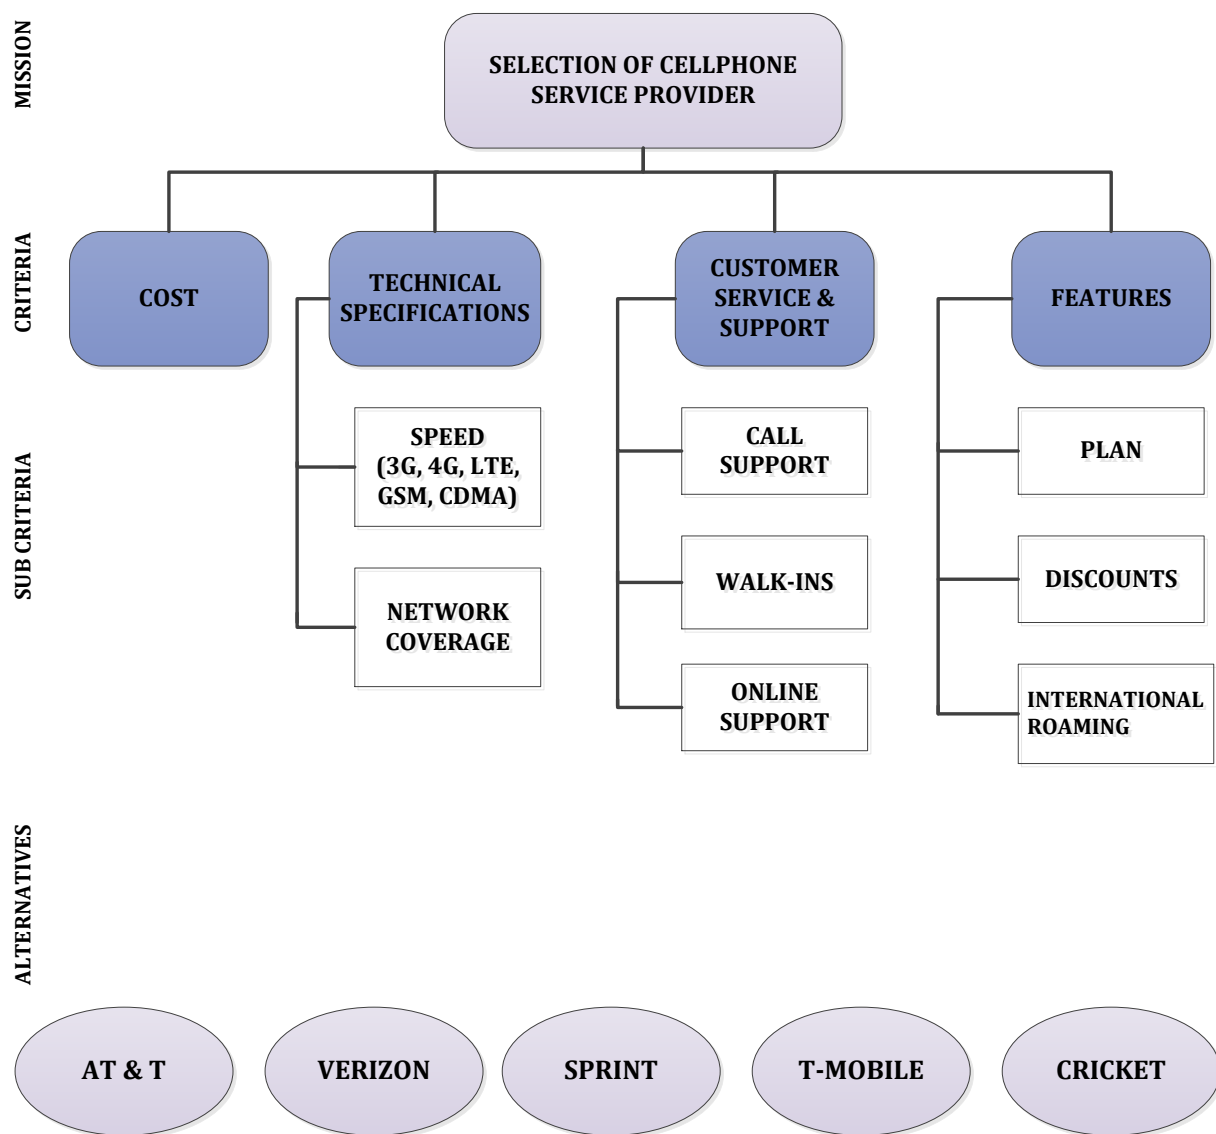 MISSION
SELECTION OF CELLPHONE
SERVICE PROVIDER
CRITERIA
COST
TECHNICAL
SPECIFICATIONS
CUSTOMER
SERVICE &
SUPPORT
FEATURES
SUB CRITERIA
SPEED
(3G, 4G, LTE,
GSM, CDMA)
NETWORK
COVERAGE
CALL
SUPPORT
WALK-INS
ONLINE
SUPPORT
PLAN
DISCOUNTS
INTERNATIONAL
ROAMING
ALTERNATIVES
AT & T
VERIZON
SPRINT
T-MOBILE
CRICKET